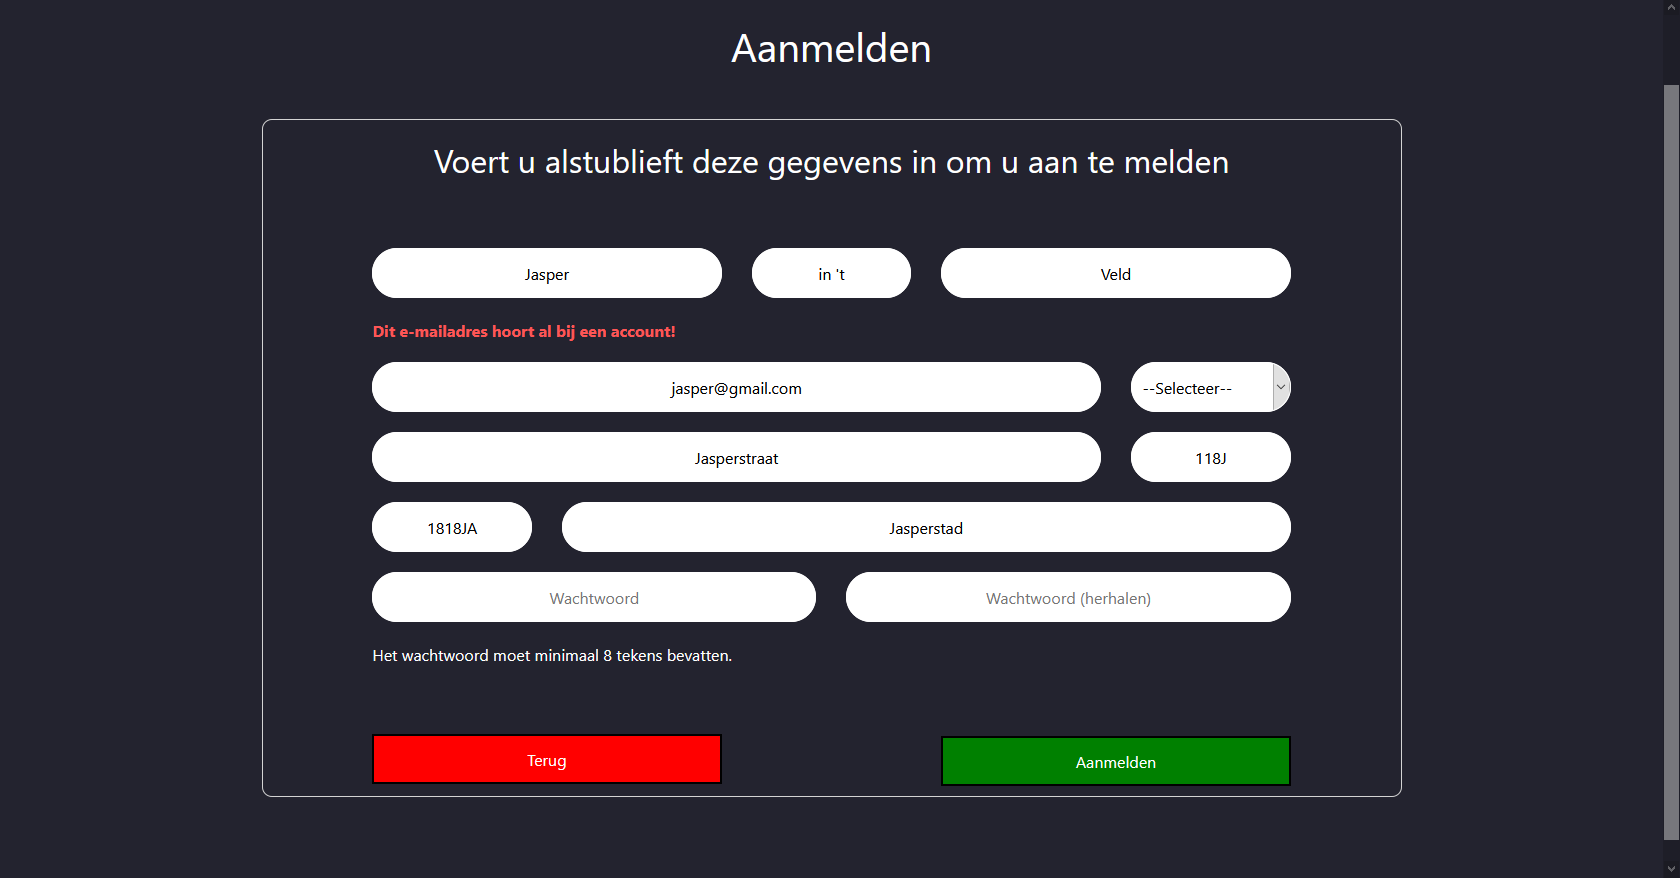 Aanmelden
Voert u alstublieft deze gegevens in om u aan te melden
Jasper in 't Veld
Dit e-mailadres hoort al bij een account!
jasper@gmail.com --Selecteer--
Jasperstraat 118J
1818JA Jasperstad
Wachtwoord Wachtwoord (herhalen)
Het wachtwoord moet minimaal 8 tekens bevatten.
Terug Aanmelden